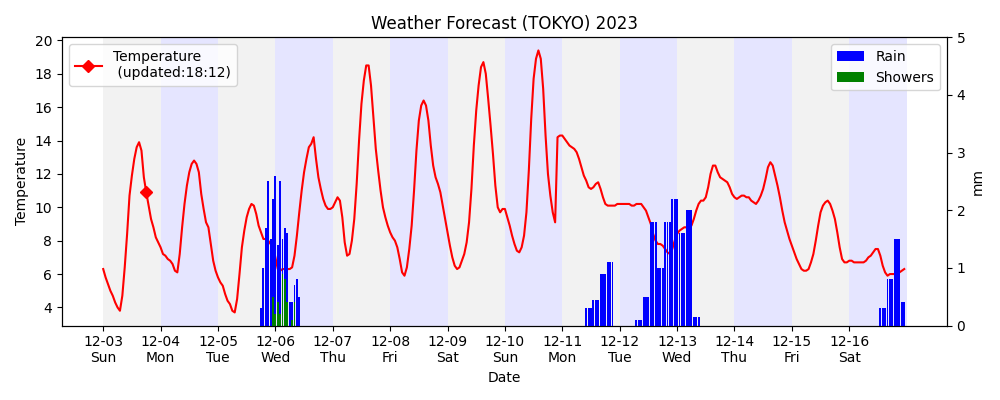 Weather Forecast (TOKYO) 2023
Temperature
(updated:18:12)
Rain
Showers
20
18
16
14
12
10
8
6
4
Temperature
5
4
3
2
1
0
mm
12-03 12-04 12-05 12-06 12-07 12-08 12-09 12-10 12-11 12-12 12-13 12-14 12-15 12-16
Sun Mon Tue Wed Thu Fri Sat Sun Mon Tue Wed Thu Fri Sat
Date